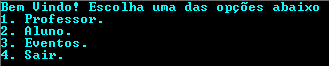 Bem Vindo! Escolha uma das opções abaixo
1. Professor.
2. Aluno.
3. Eventos.
4. Sair.